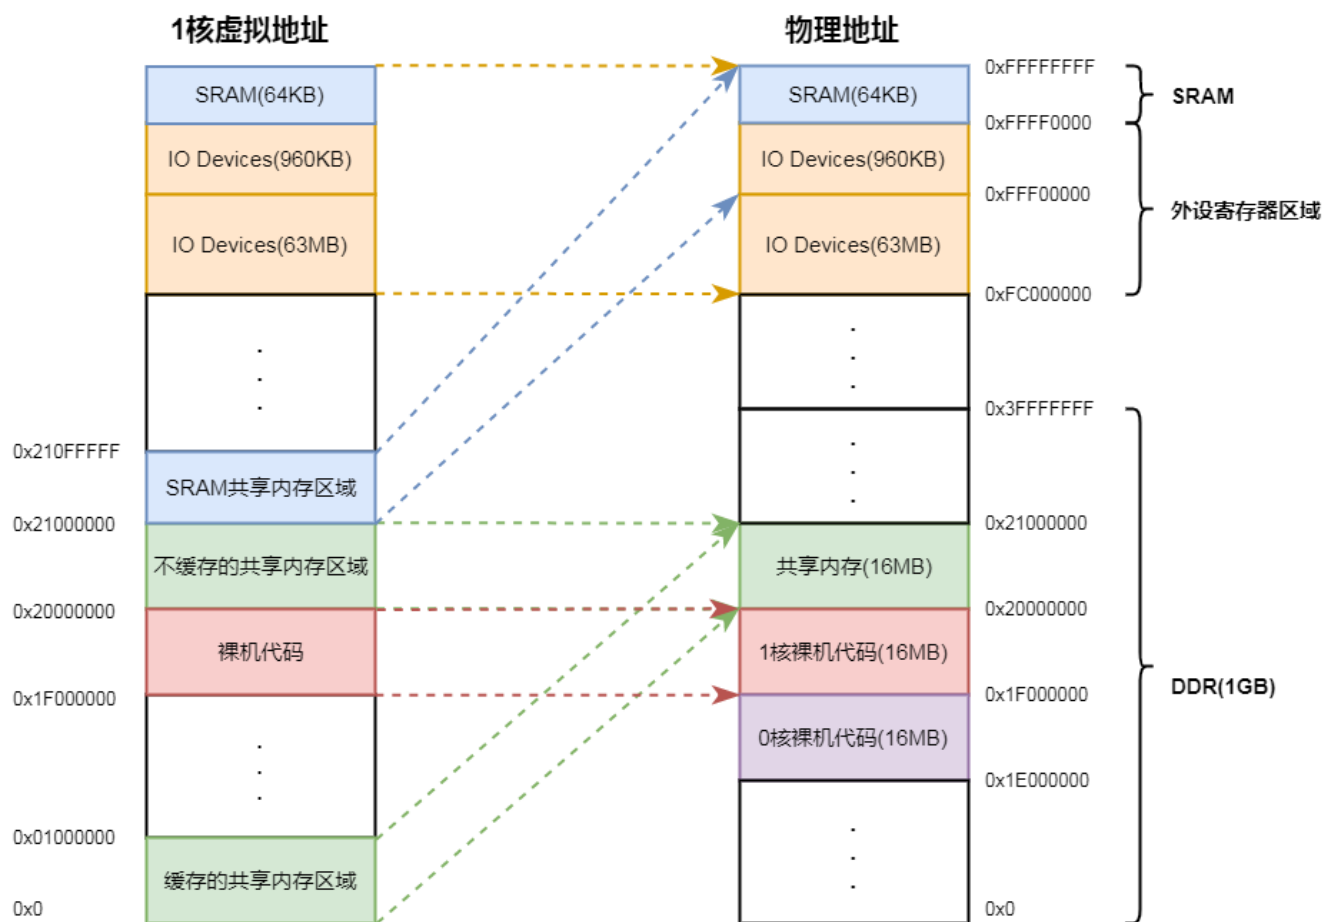 1核虚拟地址
物理地址
SRAM(64KB)
IO Devices(960KB)
IO Devices(63MB)
.
.
.
0x210FFFFF
SRAM共享内存区域
0x21000000
不缓存的共享内存区域
0x20000000
裸机代码
0x1F000000
.
.
.
0x01000000
缓存的共享内存区域
0x0
0xFFFFFFFF
SRAM(64KB)
SRAM
0xFFFF0000
IO Devices(960KB)
0xFFF00000
外设寄存器区域
IO Devices(63MB)
0xFC000000
.
.
.
0x3FFFFFFF
.
.
.
0x21000000
共享内存(16MB)
0x20000000
1核裸机代码(16MB)
DDR(1GB)
0x1F000000
0核裸机代码(16MB)
0x1E000000
.
.
.
0x0